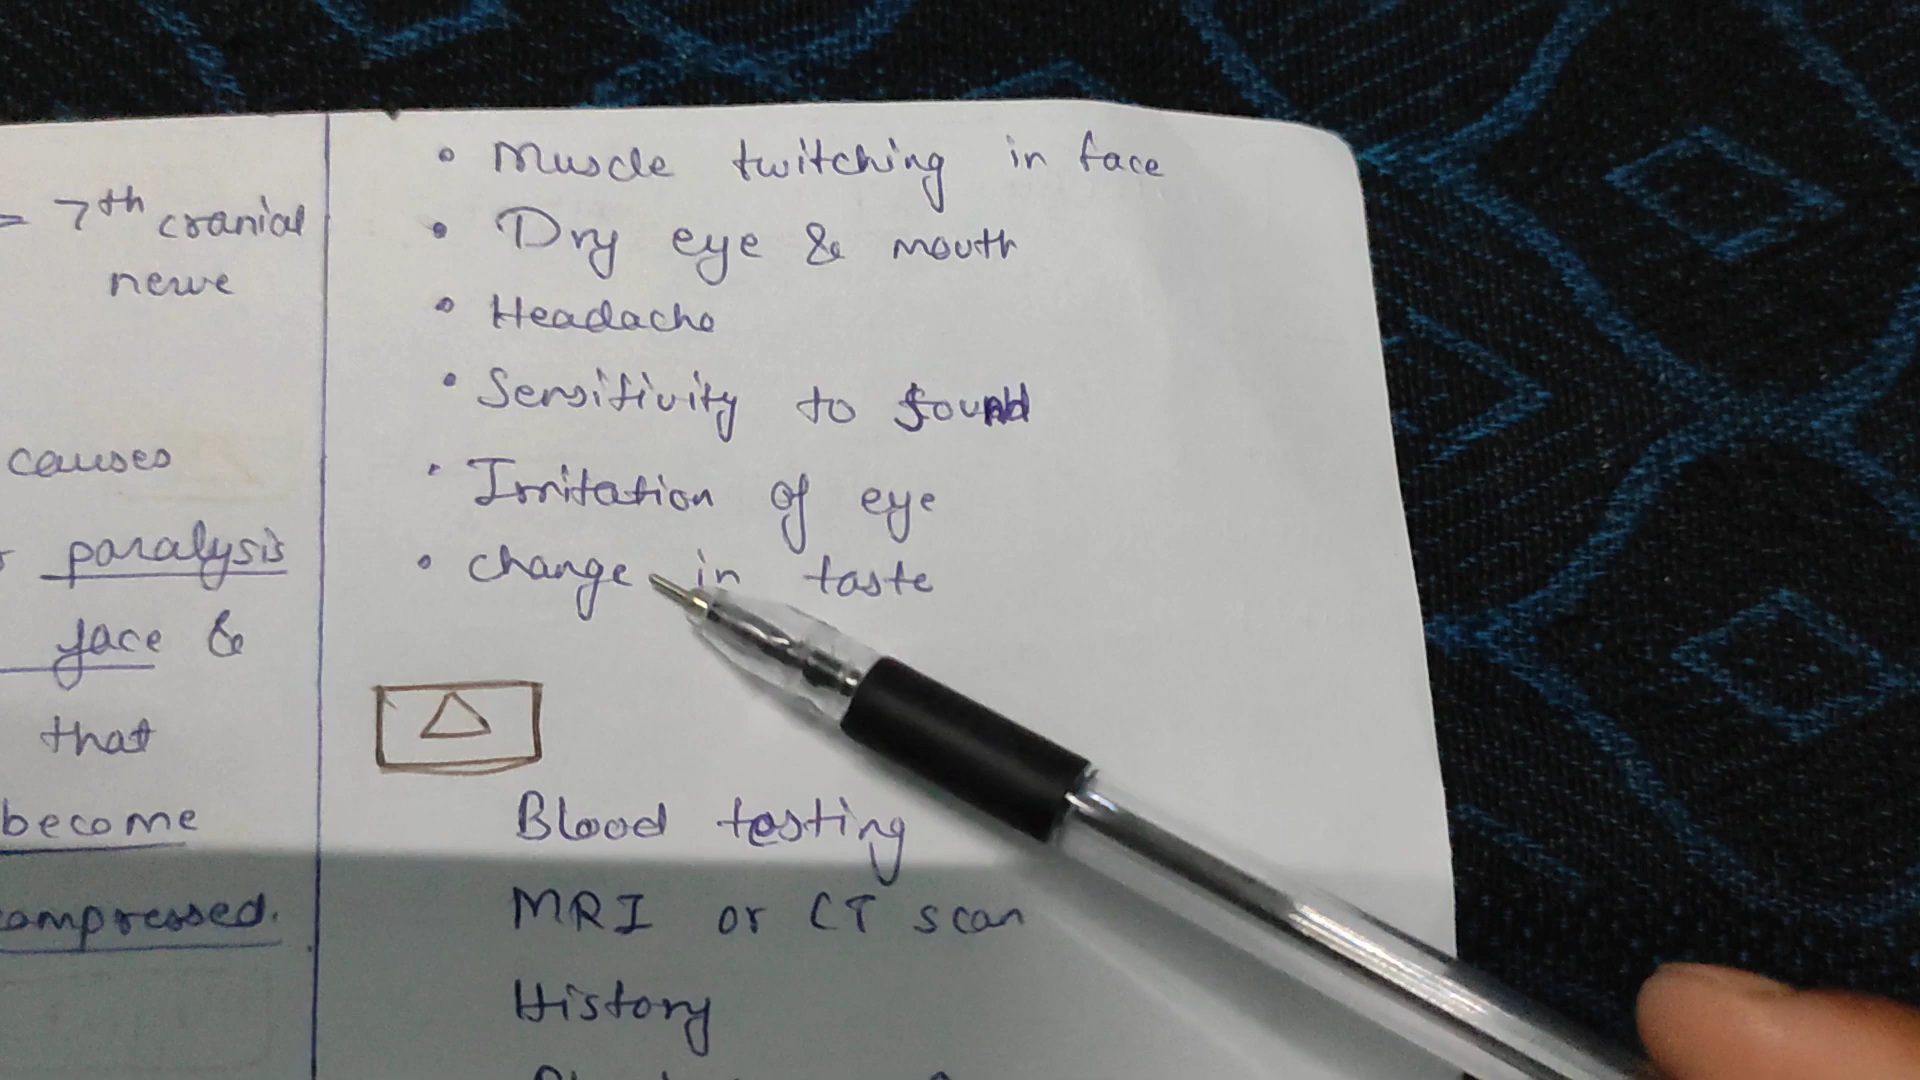 = 7th cranial
nerve
causes
paralysis
face &
that
become
compressed.
• Muscle twitching in face
• Dry eye & mouth
• Headache
• Sensitivity to sound
• Irritation of eye
• change in taste
Δ
Blood testing
MRI or CT scan
History